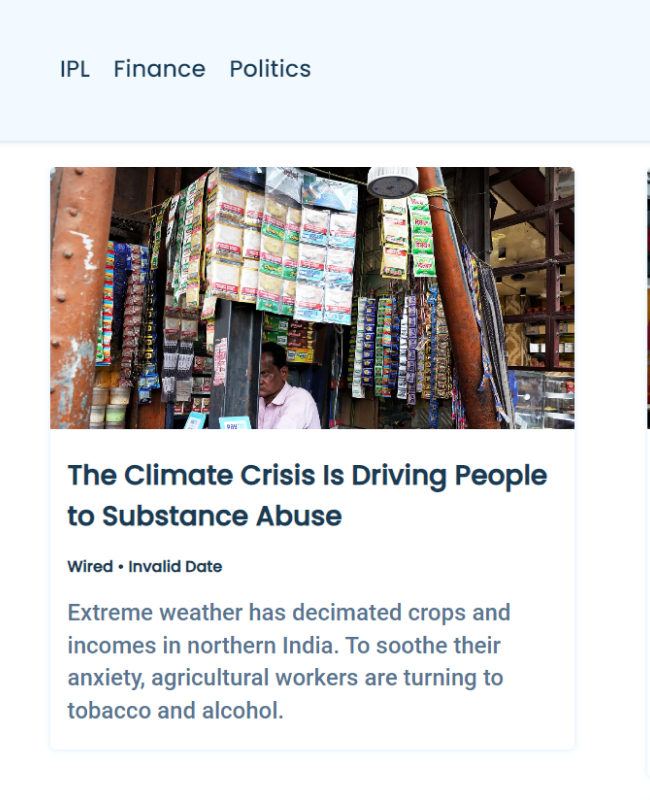 IPL Finance Politics
The Climate Crisis Is Driving People
to Substance Abuse
Wired • Invalid Date
Extreme weather has decimated crops and
incomes in northern India. To soothe their
anxiety, agricultural workers are turning to
tobacco and alcohol.